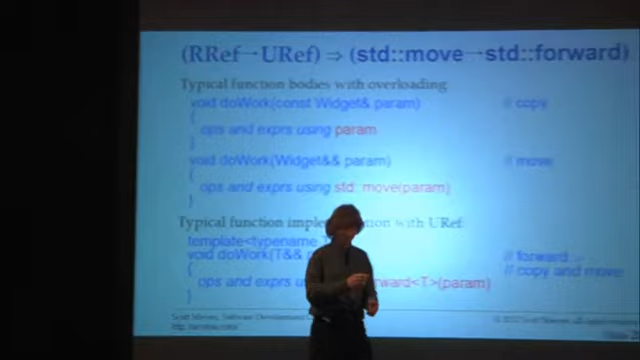 (RRef→URef) ⇒ (std::move→std::forward)
Typical function bodies with overloading:
void doWork(const Widget& param) // copy
{
ops and exprs using param
}
void doWork(Widget&& param) // move
{
ops and exprs using std::move(param)
}
Typical function with URef:
template<typename
void doWork(T&& // forward
{ // copy and move
ops and exprs rward<T>(param)
}
Scott Meyers, Software Development